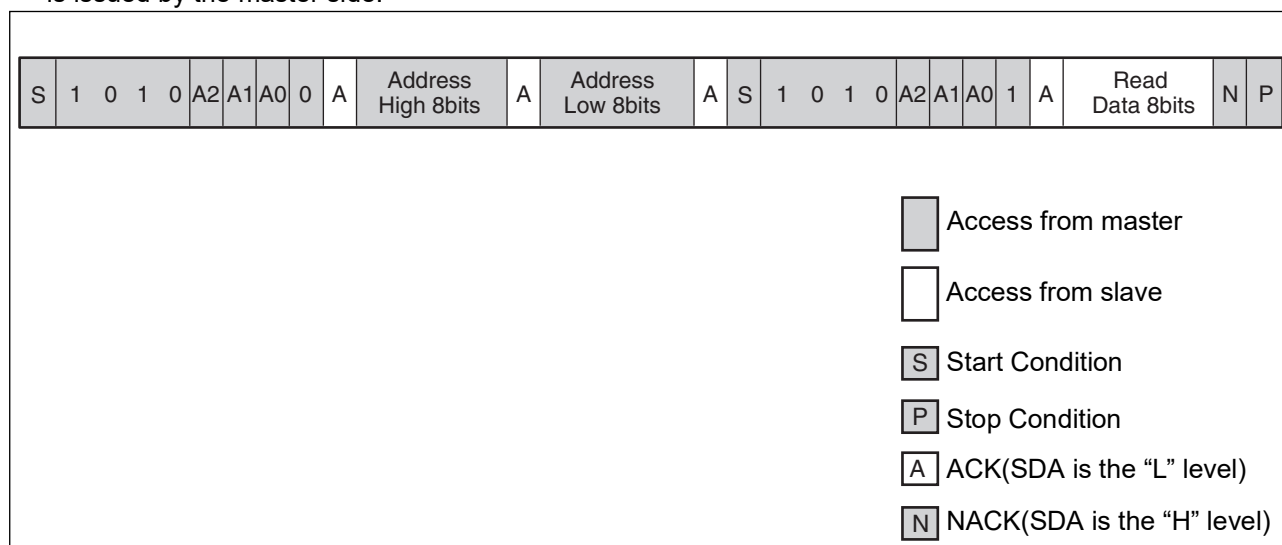 is issued by the master side.
S 1 0 1 0 A2 A1 A0 0 A Address High 8bits A Address Low 8bits A S 1 0 1 0 A2 A1 A0 1 A Read Data 8bits N P
Access from master
Access from slave
S Start Condition
P Stop Condition
A ACK(SDA is the “L” level)
N NACK(SDA is the “H” level)